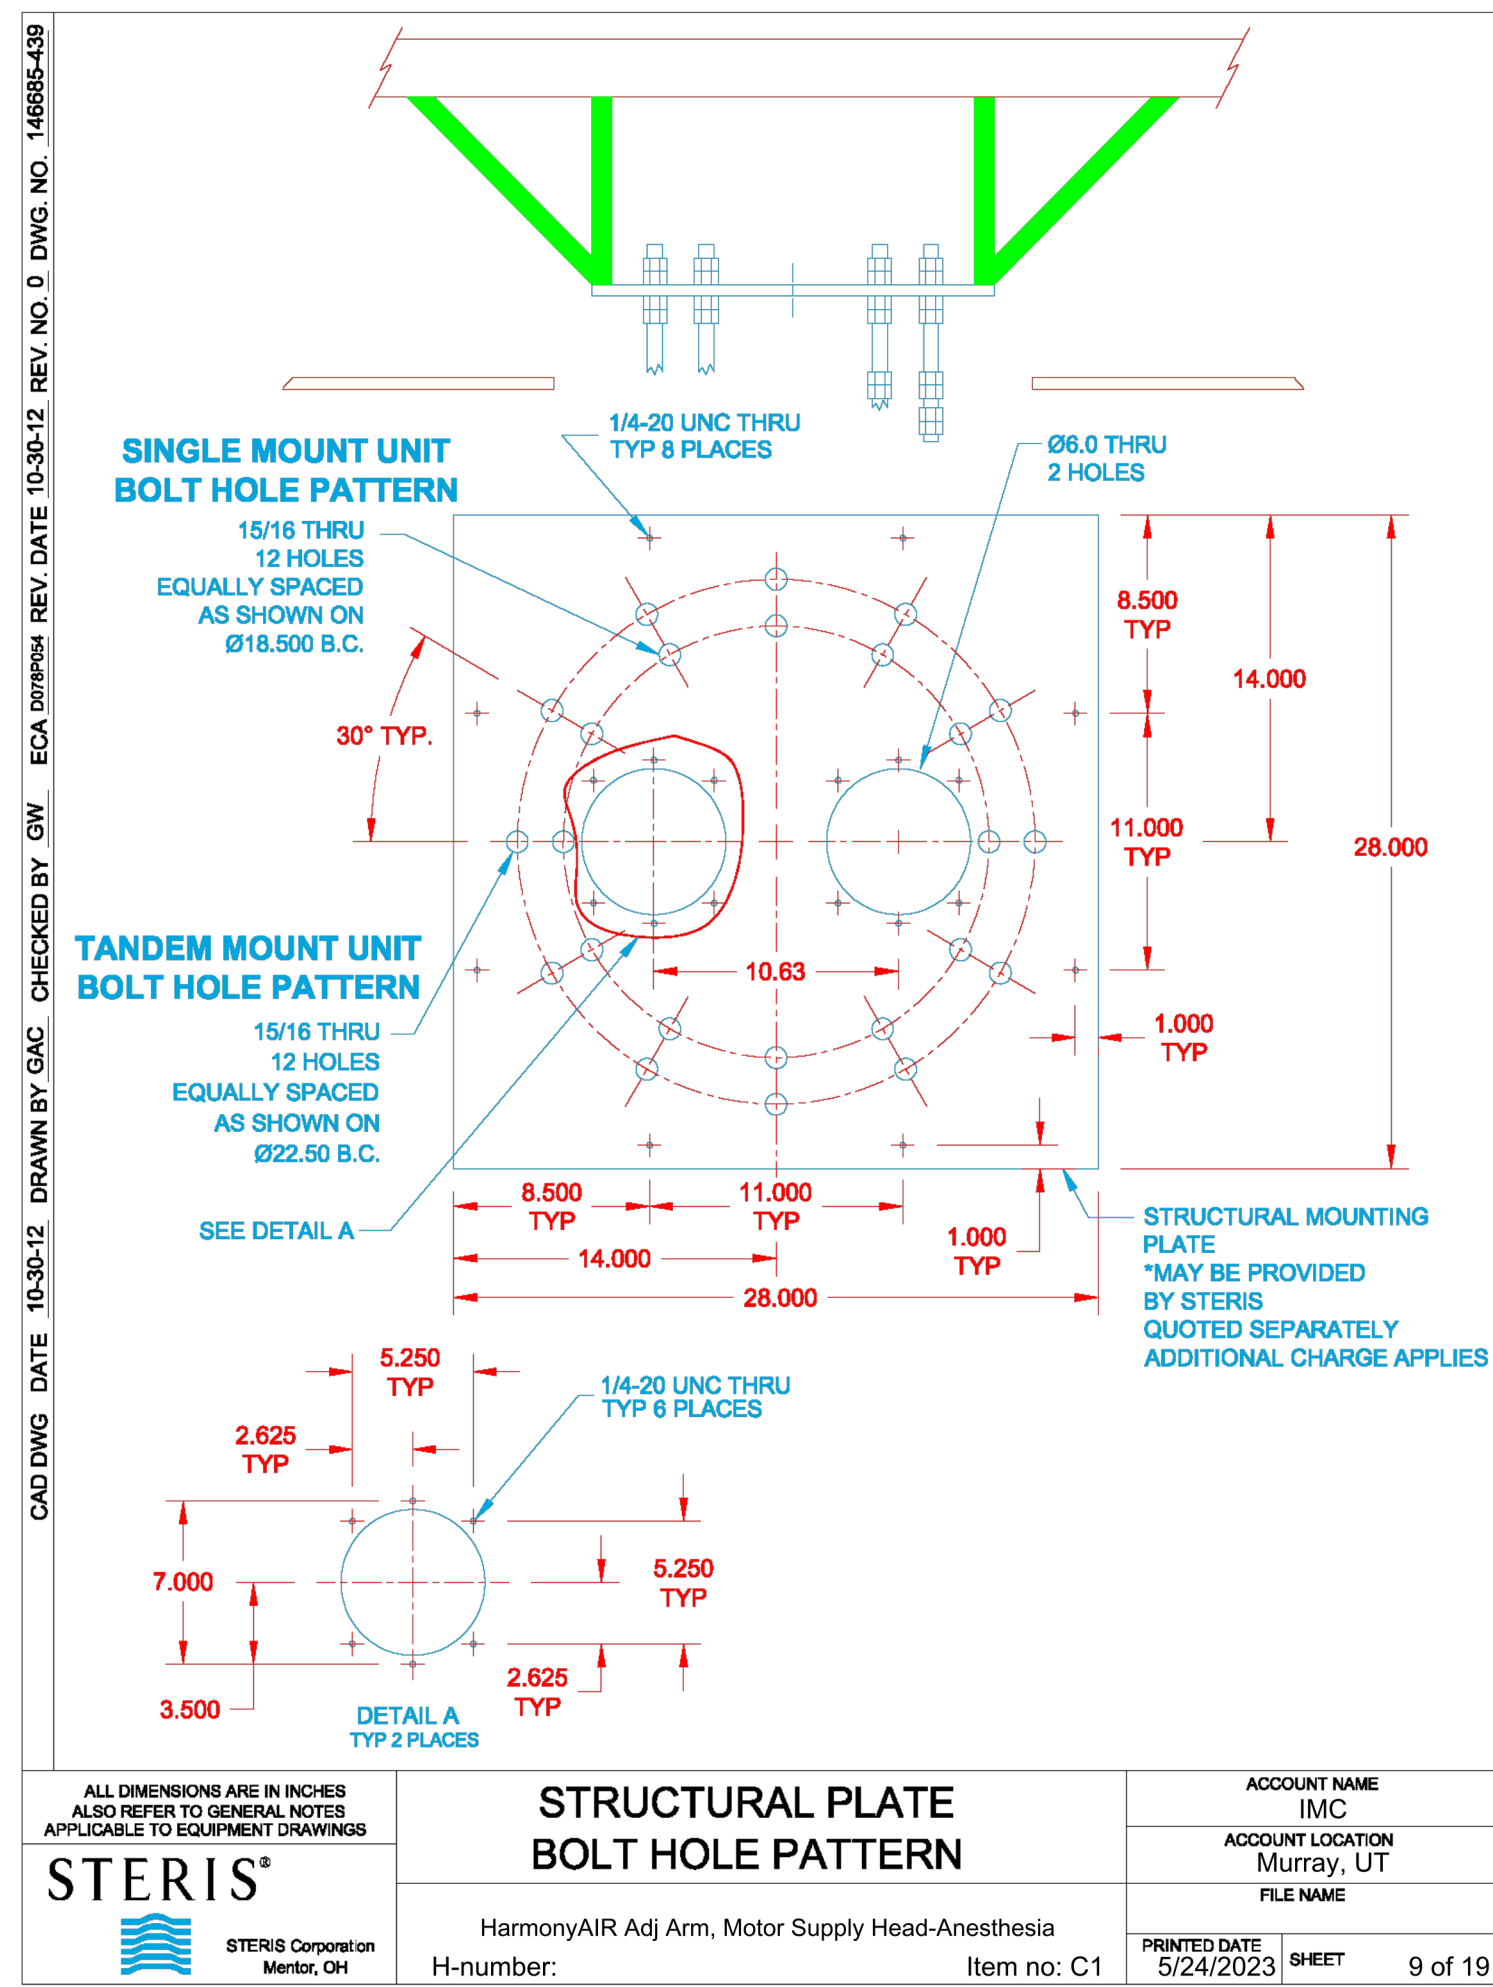 CAD DWG DATE 10-30-12 DRAWN BY GAC CHECKED BY GW ECA D078P054 REV. DATE 10-30-12 REV. NO. 0 DWG. NO. 146685-439
1/4-20 UNC THRU
TYP 8 PLACES
Ø6.0 THRU
2 HOLES
SINGLE MOUNT UNIT
BOLT HOLE PATTERN
15/16 THRU
12 HOLES
EQUALLY SPACED
AS SHOWN ON
Ø18.500 B.C.
30° TYP.
8.500
TYP
14.000
11.000
TYP
28.000
TANDEM MOUNT UNIT
BOLT HOLE PATTERN
15/16 THRU
12 HOLES
EQUALLY SPACED
AS SHOWN ON
Ø22.50 B.C.
10.63
1.000
TYP
SEE DETAIL A
8.500
TYP
11.000
TYP
14.000
28.000
1.000
TYP
STRUCTURAL MOUNTING
PLATE
*MAY BE PROVIDED
BY STERIS
QUOTED SEPARATELY
ADDITIONAL CHARGE APPLIES
5.250
TYP
2.625
TYP
1/4-20 UNC THRU
TYP 6 PLACES
7.000
3.500
5.250
TYP
2.625
TYP
DETAIL A
TYP 2 PLACES
ALL DIMENSIONS ARE IN INCHES
ALSO REFER TO GENERAL NOTES
APPLICABLE TO EQUIPMENT DRAWINGS
STERIS®
STERIS Corporation
Mentor, OH
STRUCTURAL PLATE
BOLT HOLE PATTERN
HarmonyAIR Adj Arm, Motor Supply Head-Anesthesia
H-number: Item no: C1
ACCOUNT NAME
IMC
ACCOUNT LOCATION
Murray, UT
FILE NAME
PRINTED DATE
5/24/2023
SHEET 9 of 19